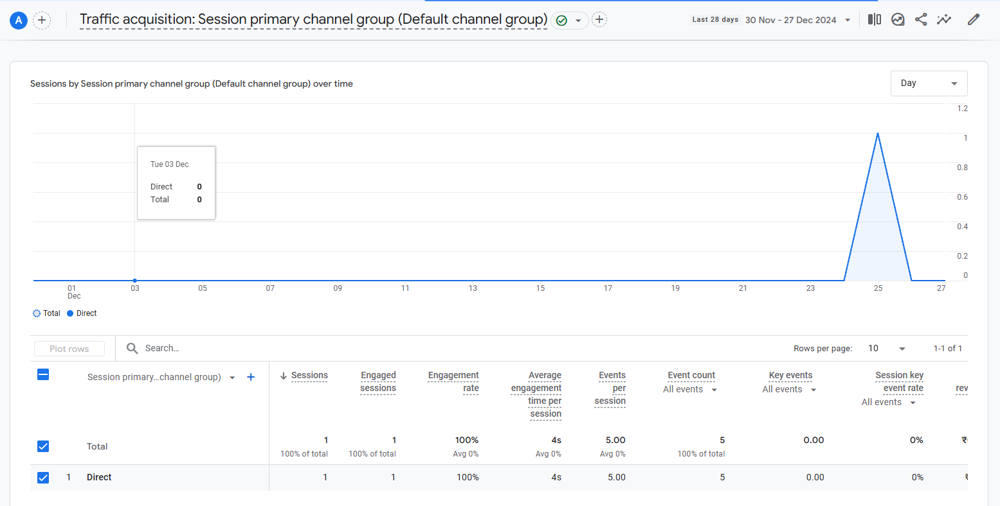 A
Traffic acquisition: Session primary channel group (Default channel group)
Last 28 days 30 Nov - 27 Dec 2024
Sessions by Session primary channel group (Default channel group) over time
Day
1.2
1
0.8
0.6
0.4
0.2
0
Tue 03 Dec
Direct 0
Total 0
01 03 05 07 09 11 13 15 17 19 21 23 25 27
Dec
Total Direct
Plot rows Search... Rows per page: 10 1-1 of 1
Session primary...channel group) +
Sessions
Engaged
sessions
Engagement
rate
Average
engagement
time per
session
Events
per
session
Event count
All events
Key events
All events
Session key
event rate
All events
rev
Total 1 1 100% 4s 5.00 5 0.00 0% ₹
100% of total 100% of total Avg 0% Avg 0% Avg 0% 100% of total
1 Direct 1 1 100% 4s 5.00 5 0.00 0% ₹